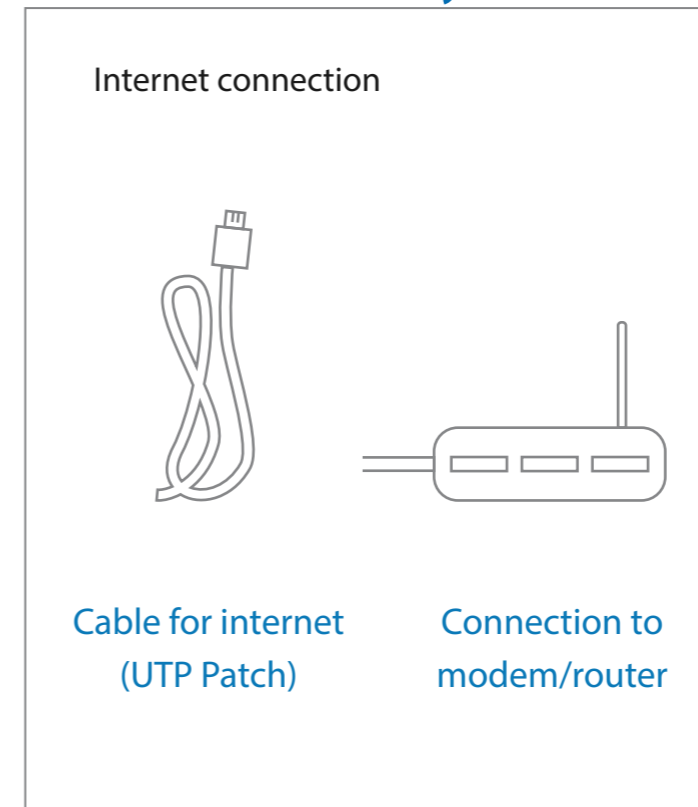 Internet connection
Cable for internet
(UTP Patch)
Connection to
modem/router